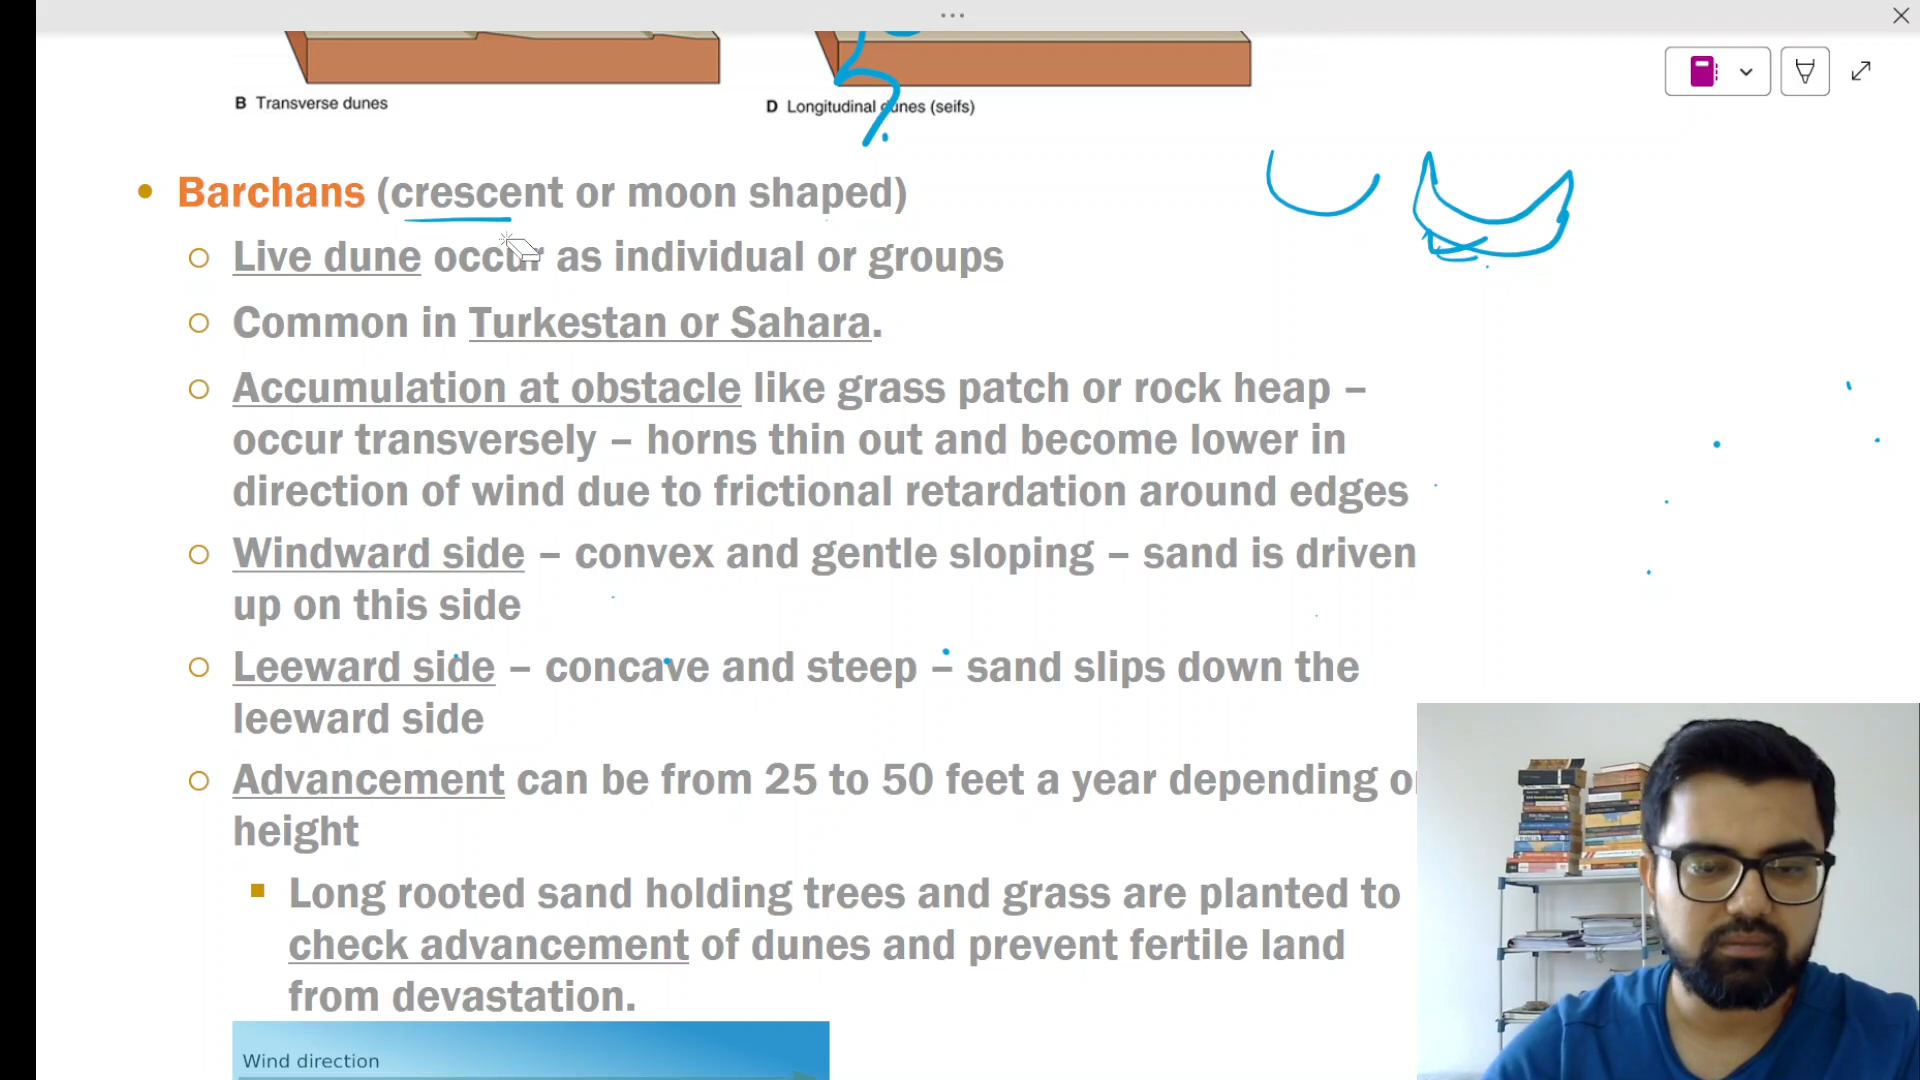 B Transverse dunes
D Longitudinal dunes (seifs)
Barchans (crescent or moon shaped)
Live dune occur as individual or groups
Common in Turkestan or Sahara.
Accumulation at obstacle like grass patch or rock heap –
occur transversely – horns thin out and become lower in
direction of wind due to frictional retardation around edges
Windward side – convex and gentle sloping – sand is driven
up on this side
Leeward side – concave and steep – sand slips down the
leeward side
Advancement can be from 25 to 50 feet a year depending
height
Long rooted sand holding trees and grass are planted to
check advancement of dunes and prevent fertile land
from devastation.
Wind direction